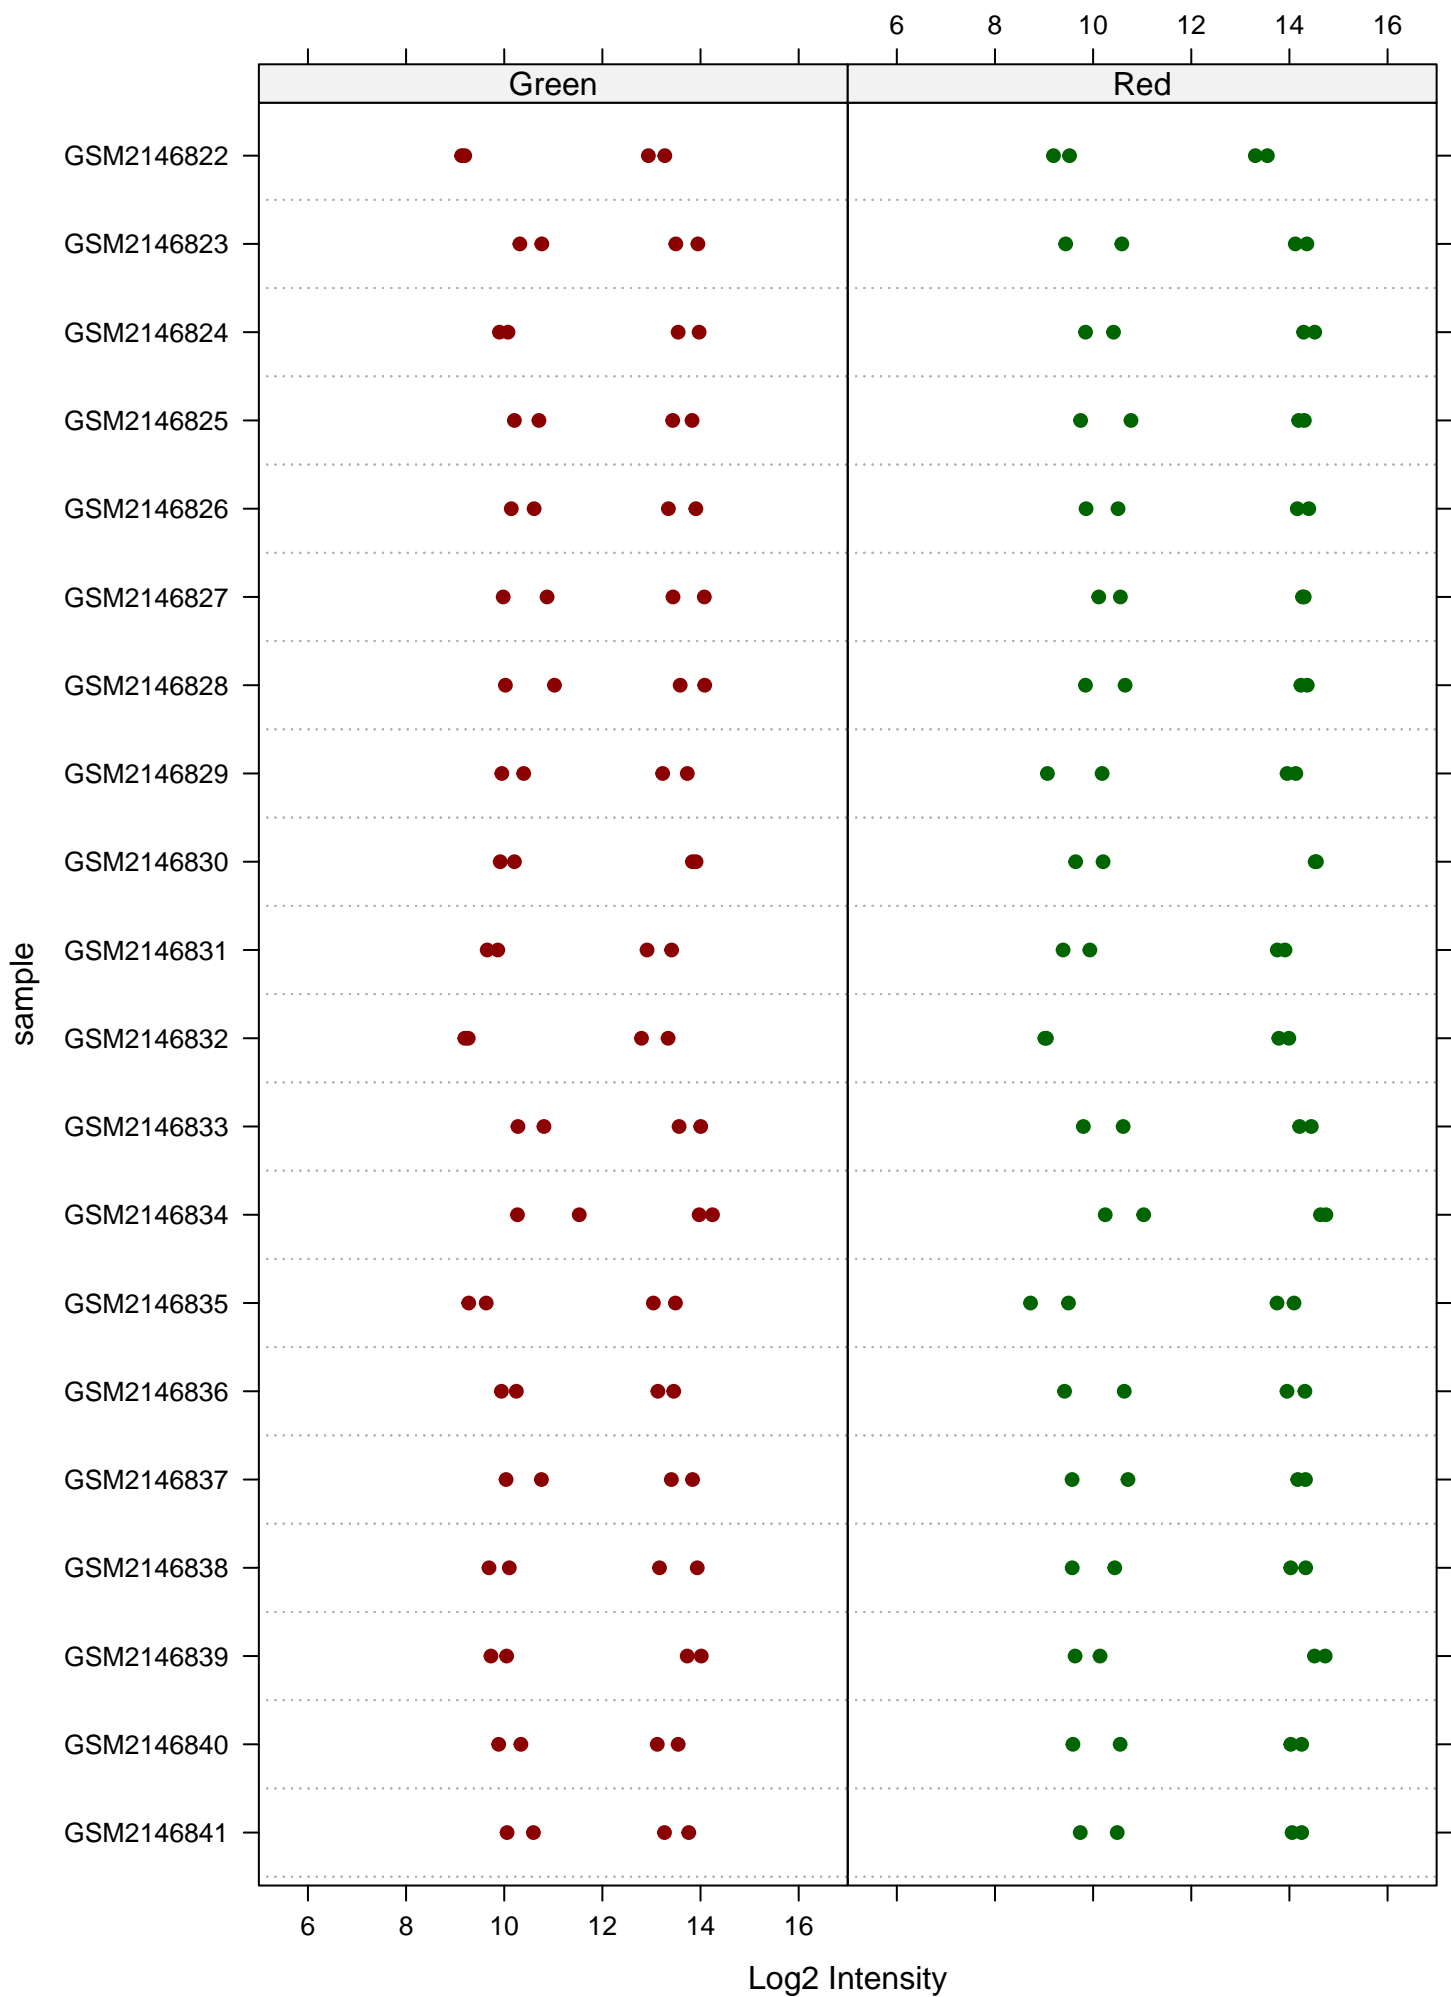 6 8 10 12 14 16
Green Red
GSM2146822
GSM2146823
GSM2146824
GSM2146825
GSM2146826
GSM2146827
GSM2146828
GSM2146829
GSM2146830
GSM2146831
GSM2146832
GSM2146833
GSM2146834
GSM2146835
GSM2146836
GSM2146837
GSM2146838
GSM2146839
GSM2146840
GSM2146841
sample
6 8 10 12 14 16
Log2 Intensity